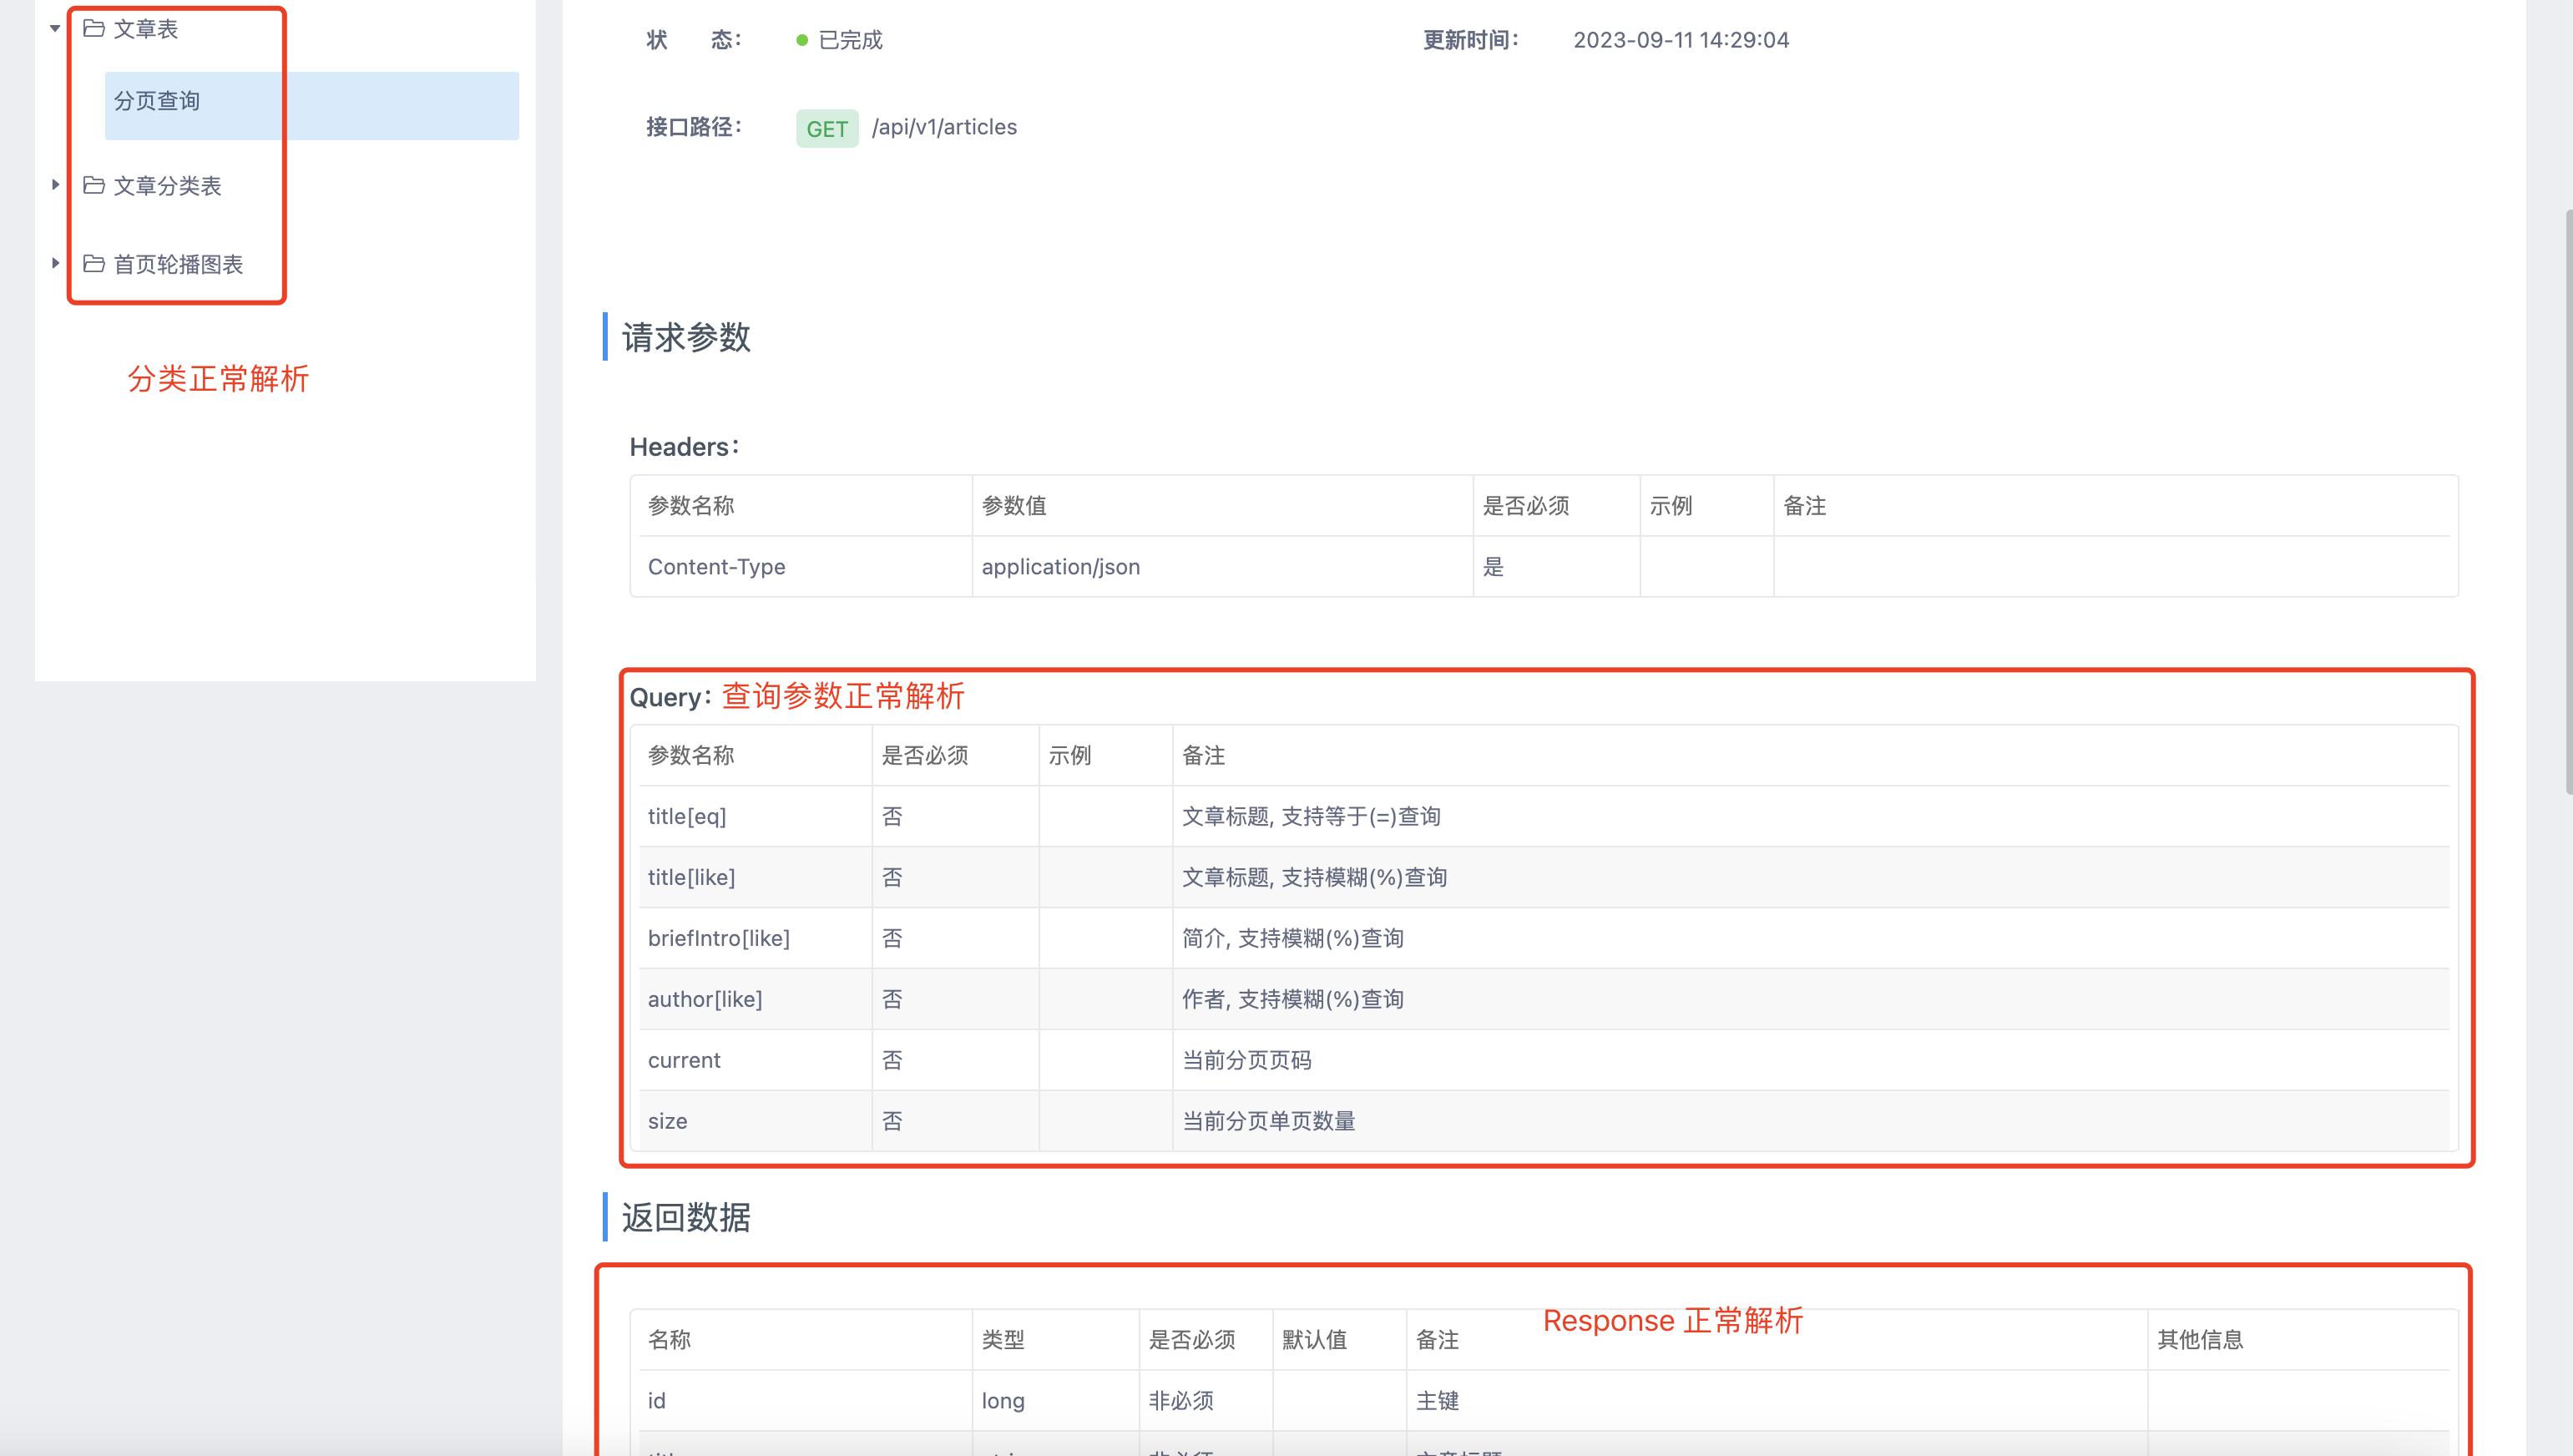 文章表
分页查询
文章分类表
首页轮播图表
分类正常解析
状 态： 已完成 更新时间： 2023-09-11 14:29:04
接口路径： GET /api/v1/articles
请求参数
Headers：
参数名称 参数值 是否必须 示例 备注
Content-Type application/json 是
Query：查询参数正常解析
参数名称 是否必须 示例 备注
title[eq] 否 文章标题, 支持等于(=)查询
title[like] 否 文章标题, 支持模糊(%)查询
briefIntro[like] 否 简介, 支持模糊(%)查询
author[like] 否 作者, 支持模糊(%)查询
current 否 当前分页页码
size 否 当前分页单页数量
返回数据
Response 正常解析
名称 类型 是否必须 默认值 备注 其他信息
id long 非必须 主键